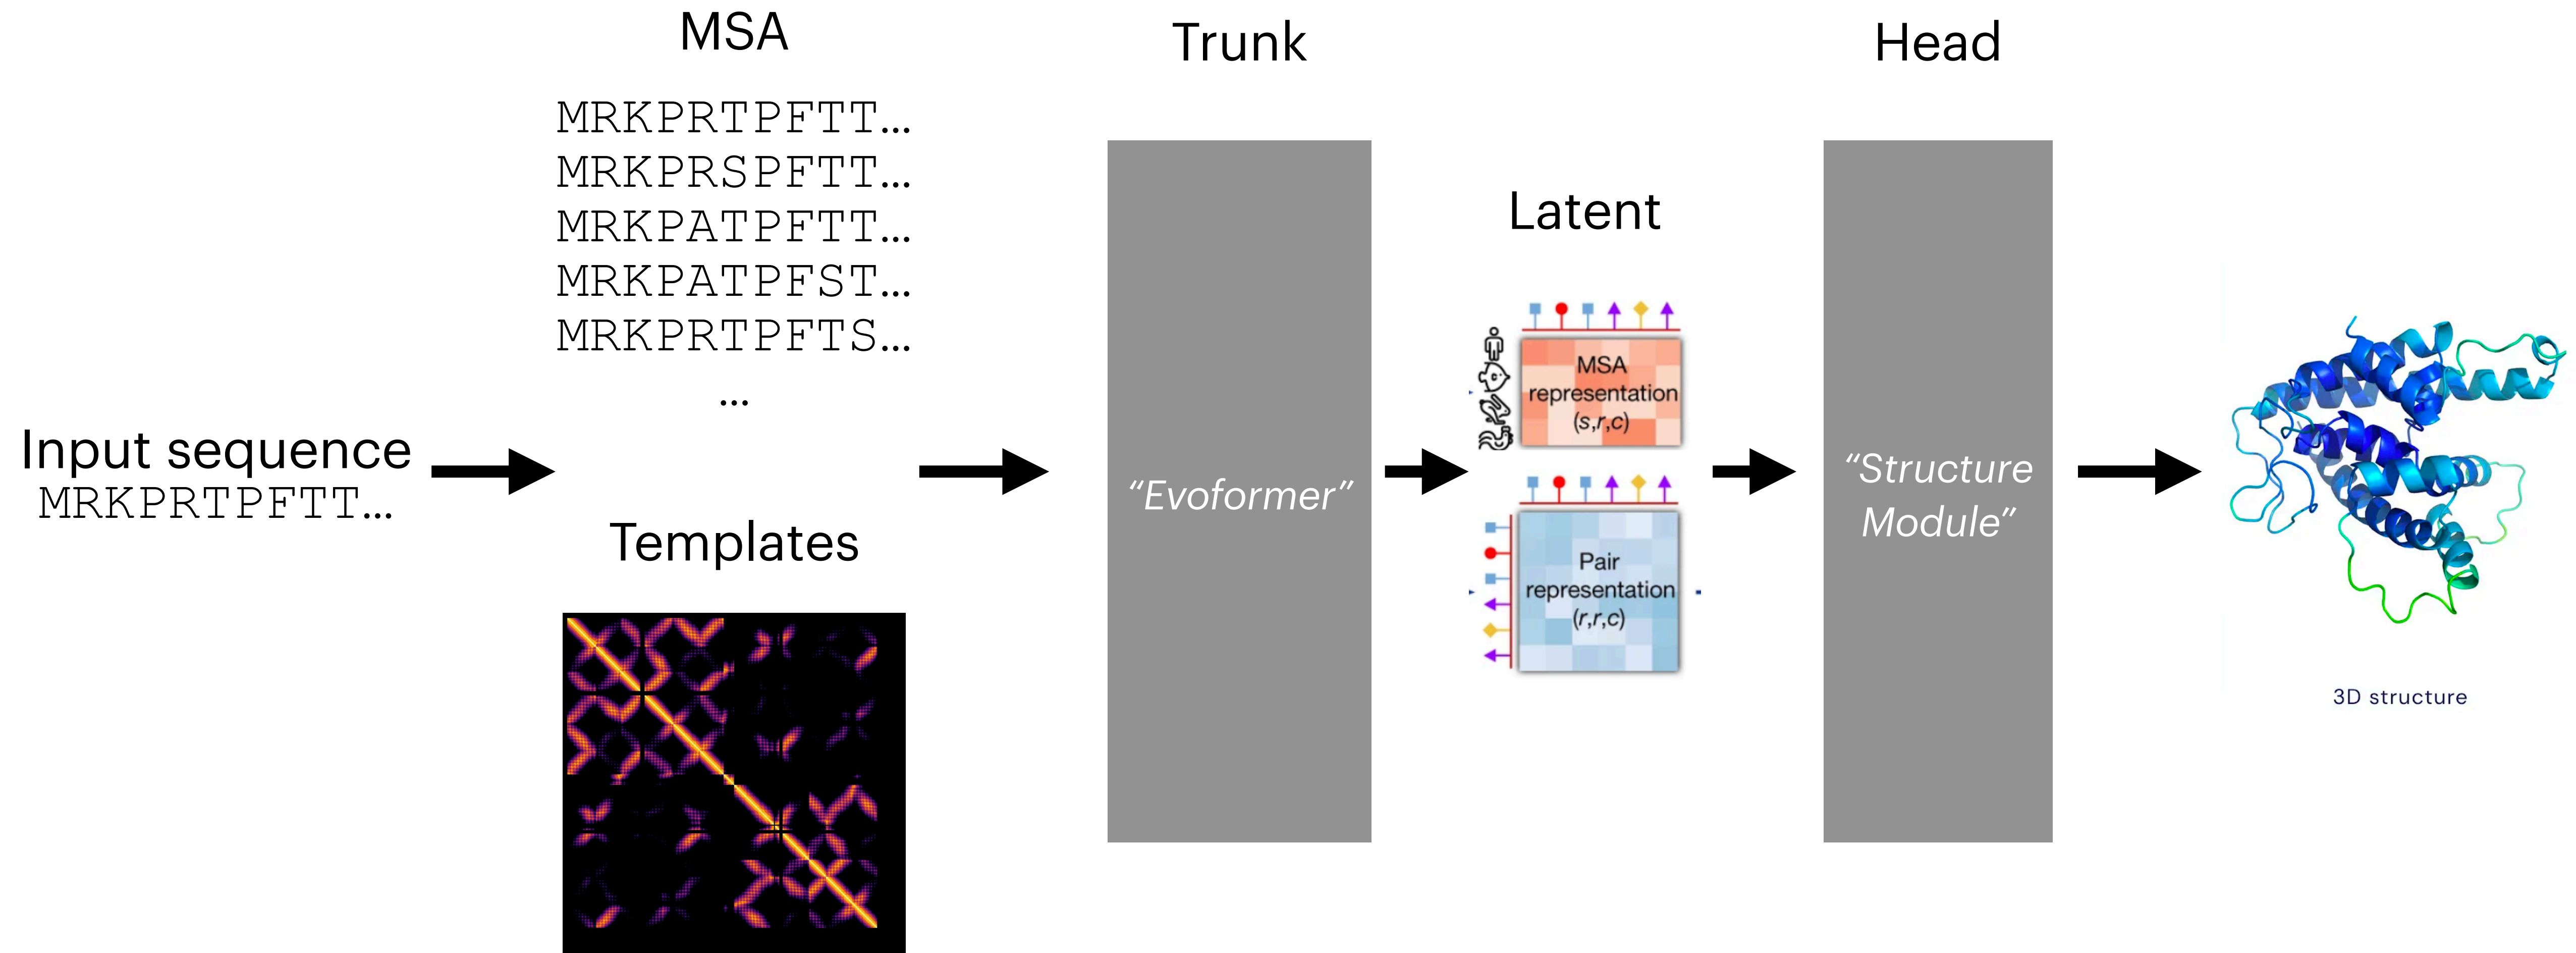 Input sequence
MRKPRTPFTT...
MSA
MRKPRTPFTT...
MRKPRSPFTT...
MRKPATPFTT...
MRKPATPFST...
MRKPRTPFTS...
...
Templates
Trunk
“Evoformer”
Latent
MSA
representation
(s,r,c)
Pair
representation
(r,r,c)
Head
“Structure
Module”
3D structure